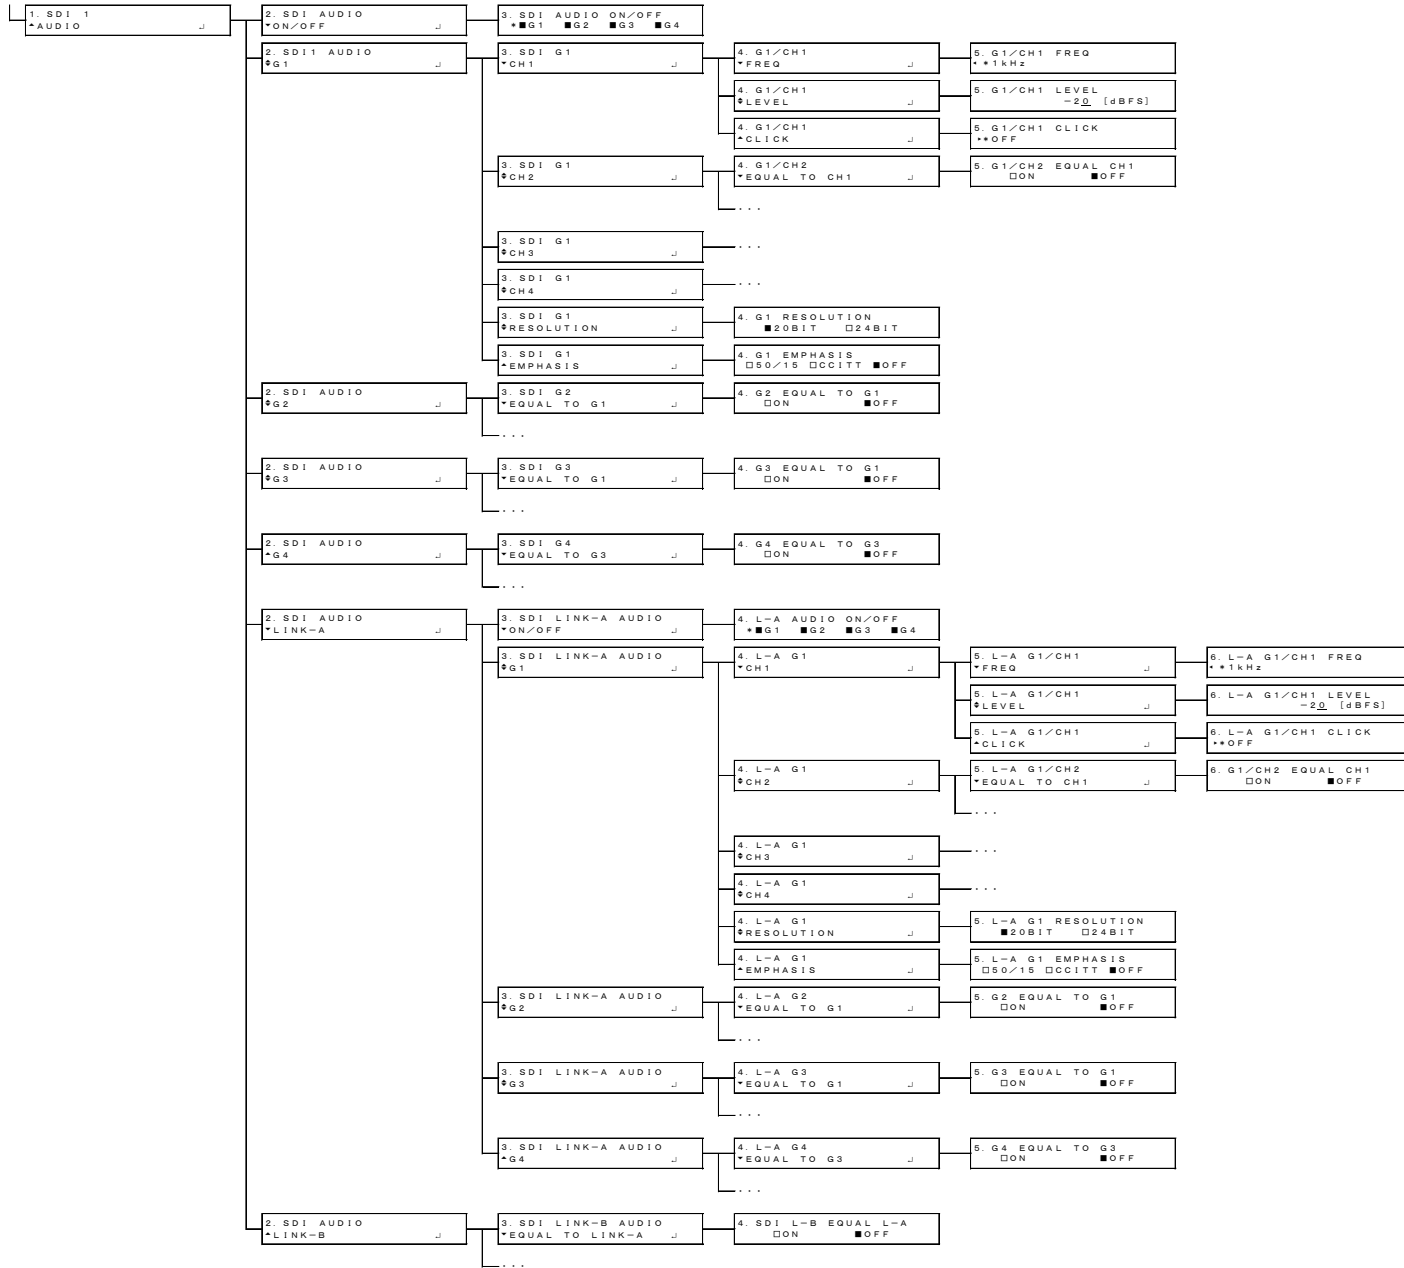 1. SDI 1
▲AUDIO ↵
2. SDI AUDIO
▼ON/OFF ↵
3. SDI AUDIO ON/OFF
*■G1 ■G2 ■G3 ■G4
2. SDI1 AUDIO
◆G1 ↵
3. SDI G1
▼CH1 ↵
4. G1/CH1
▼FREQ ↵
5. G1/CH1 FREQ
◂*1kHz
4. G1/CH1
◆LEVEL ↵
5. G1/CH1 LEVEL
-20 [dBFS]
4. G1/CH1
▲CLICK ↵
5. G1/CH1 CLICK
▸*OFF
3. SDI G1
◆CH2 ↵
4. G1/CH2
▼EQUAL TO CH1 ↵
5. G1/CH2 EQUAL CH1
□ON ■OFF
...
3. SDI G1
◆CH3 ↵
...
3. SDI G1
◆CH4 ↵
...
3. SDI G1
◆RESOLUTION ↵
4. G1 RESOLUTION
■20BIT □24BIT
3. SDI G1
▲EMPHASIS ↵
4. G1 EMPHASIS
□50/15 □CCITT ■OFF
2. SDI AUDIO
◆G2 ↵
3. SDI G2
▼EQUAL TO G1 ↵
4. G2 EQUAL TO G1
□ON ■OFF
...
2. SDI AUDIO
◆G3 ↵
3. SDI G3
▼EQUAL TO G1 ↵
4. G3 EQUAL TO G1
□ON ■OFF
...
2. SDI AUDIO
▲G4 ↵
3. SDI G4
▼EQUAL TO G3 ↵
4. G4 EQUAL TO G3
□ON ■OFF
...
2. SDI AUDIO
▼LINK-A ↵
3. SDI LINK-A AUDIO
▼ON/OFF ↵
4. L-A AUDIO ON/OFF
*■G1 ■G2 ■G3 ■G4
3. SDI LINK-A AUDIO
◆G1 ↵
4. L-A G1
▼CH1 ↵
5. L-A G1/CH1
▼FREQ ↵
6. L-A G1/CH1 FREQ
◂*1kHz
5. L-A G1/CH1
◆LEVEL ↵
6. L-A G1/CH1 LEVEL
-20 [dBFS]
5. L-A G1/CH1
▲CLICK ↵
6. L-A G1/CH1 CLICK
▸*OFF
4. L-A G1
◆CH2 ↵
5. L-A G1/CH2
▼EQUAL TO CH1 ↵
6. G1/CH2 EQUAL CH1
□ON ■OFF
...
4. L-A G1
◆CH3 ↵
...
4. L-A G1
◆CH4 ↵
...
4. L-A G1
◆RESOLUTION ↵
5. L-A G1 RESOLUTION
■20BIT □24BIT
4. L-A G1
▲EMPHASIS ↵
5. L-A G1 EMPHASIS
□50/15 □CCITT ■OFF
3. SDI LINK-A AUDIO
◆G2 ↵
4. L-A G2
▼EQUAL TO G1 ↵
5. G2 EQUAL TO G1
□ON ■OFF
...
3. SDI LINK-A AUDIO
◆G3 ↵
4. L-A G3
▼EQUAL TO G1 ↵
5. G3 EQUAL TO G1
□ON ■OFF
...
3. SDI LINK-A AUDIO
▲G4 ↵
4. L-A G4
▼EQUAL TO G3 ↵
5. G4 EQUAL TO G3
□ON ■OFF
...
2. SDI AUDIO
▲LINK-B ↵
3. SDI LINK-B AUDIO
▼EQUAL TO LINK-A ↵
4. SDI L-B EQUAL L-A
□ON ■OFF
...